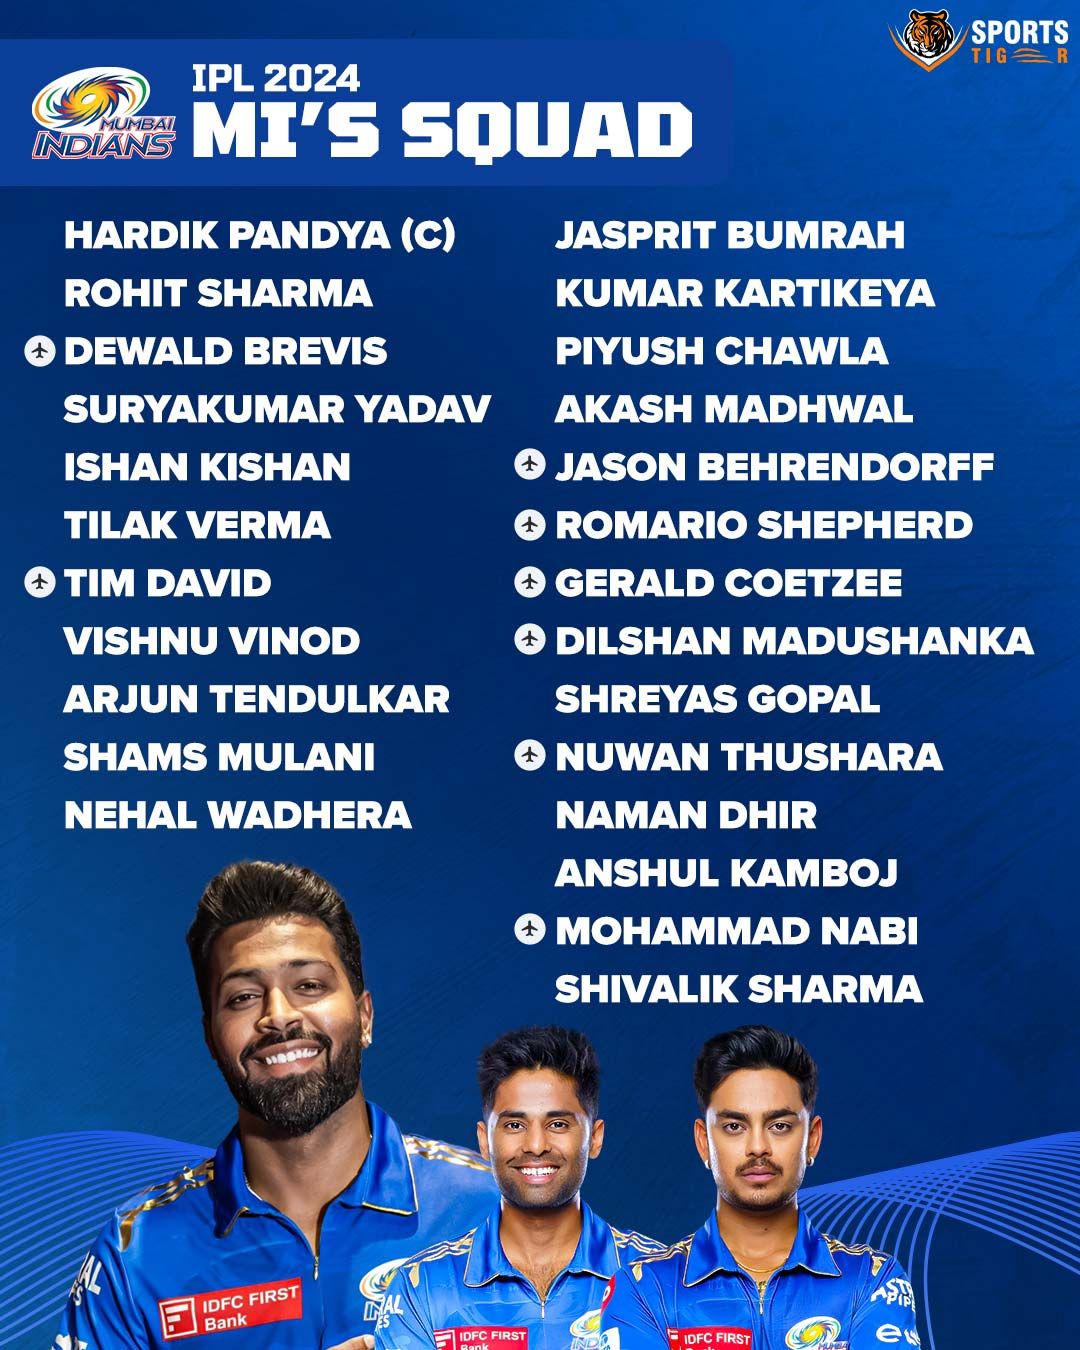 SPORTS
TIGER
IPL 2024
MI'S SQUAD
MUMBAI
INDIANS
HARDIK PANDYA (C)
ROHIT SHARMA
DEWALD BREVIS
SURYAKUMAR YADAV
ISHAN KISHAN
TILAK VERMA
TIM DAVID
VISHNU VINOD
ARJUN TENDULKAR
SHAMS MULANI
NEHAL WADHERA
JASPRIT BUMRAH
KUMAR KARTIKEYA
PIYUSH CHAWLA
AKASH MADHWAL
JASON BEHRENDORFF
ROMARIO SHEPHERD
GERALD COETZEE
DILSHAN MADUSHANKA
SHREYAS GOPAL
NUWAN THUSHARA
NAMAN DHIR
ANSHUL KAMBOJ
MOHAMMAD NABI
SHIVALIK SHARMA
IDFC FIRST
Bank
IDFC FIRST
Bank
IDFC FIRST
Bank
MUMBAI